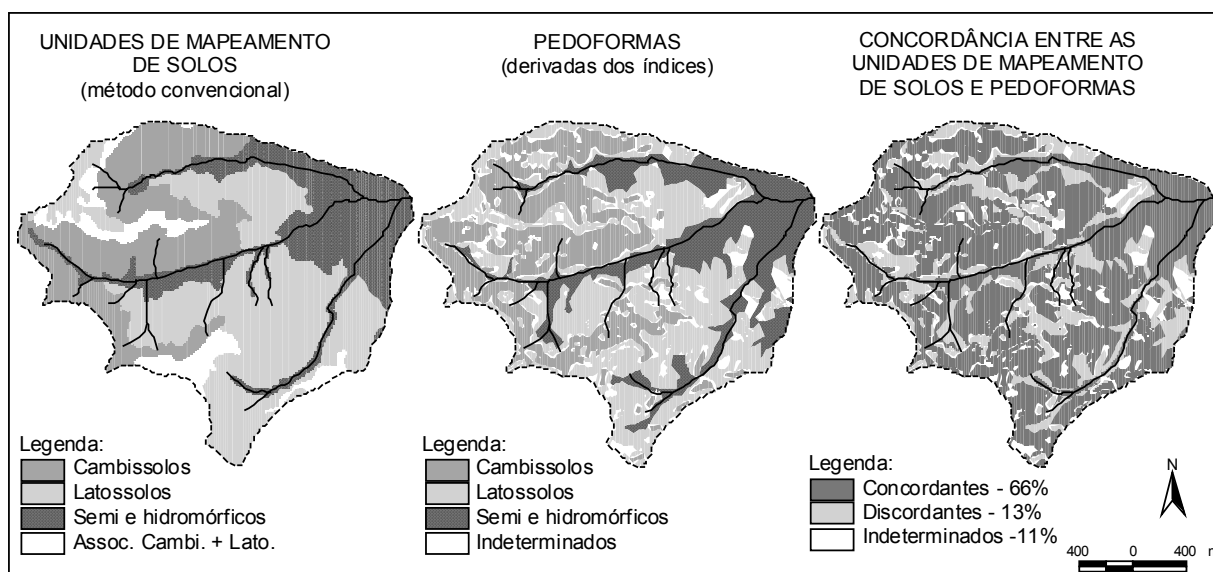 UNIDADES DE MAPEAMENTO
DE SOLOS
(método convencional)
PEDOFORMAS
(derivadas dos índices)
CONCORDÂNCIA ENTRE AS
UNIDADES DE MAPEAMENTO
DE SOLOS E PEDOFORMAS
Legenda:
Cambissolos
Latossolos
Semi e hidromórficos
Assoc. Cambi. + Lato.
Legenda:
Cambissolos
Latossolos
Semi e hidromórficos
Indeterminados
Legenda:
Concordantes - 66%
Discordantes - 13%
Indeterminados -11%
N
400 0 400 m